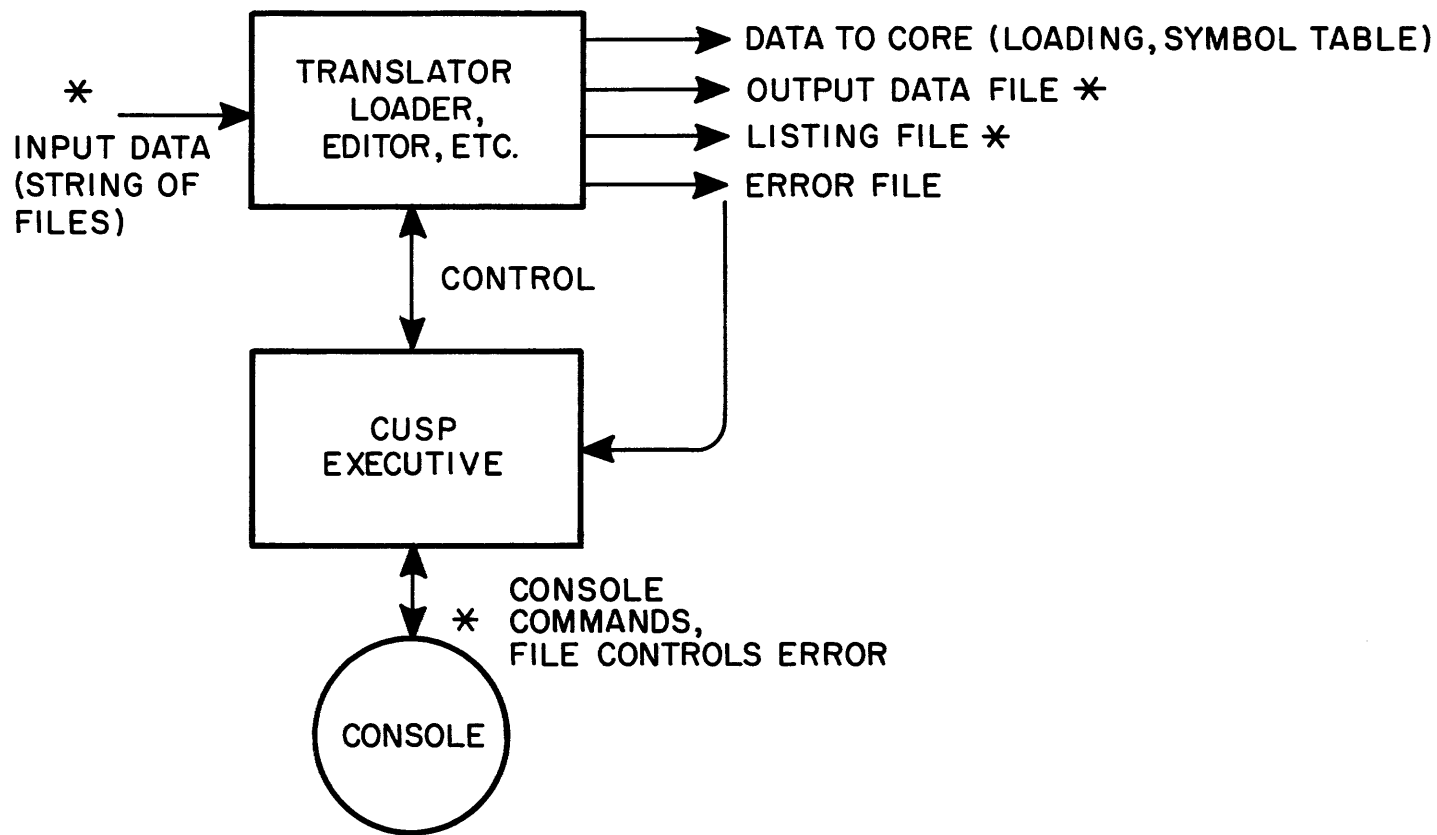 *
INPUT DATA
(STRING OF
FILES)
TRANSLATOR
LOADER,
EDITOR, ETC.
DATA TO CORE (LOADING, SYMBOL TABLE)
OUTPUT DATA FILE *
LISTING FILE *
ERROR FILE
CONTROL
CUSP
EXECUTIVE
CONSOLE
* COMMANDS,
FILE CONTROLS ERROR
CONSOLE